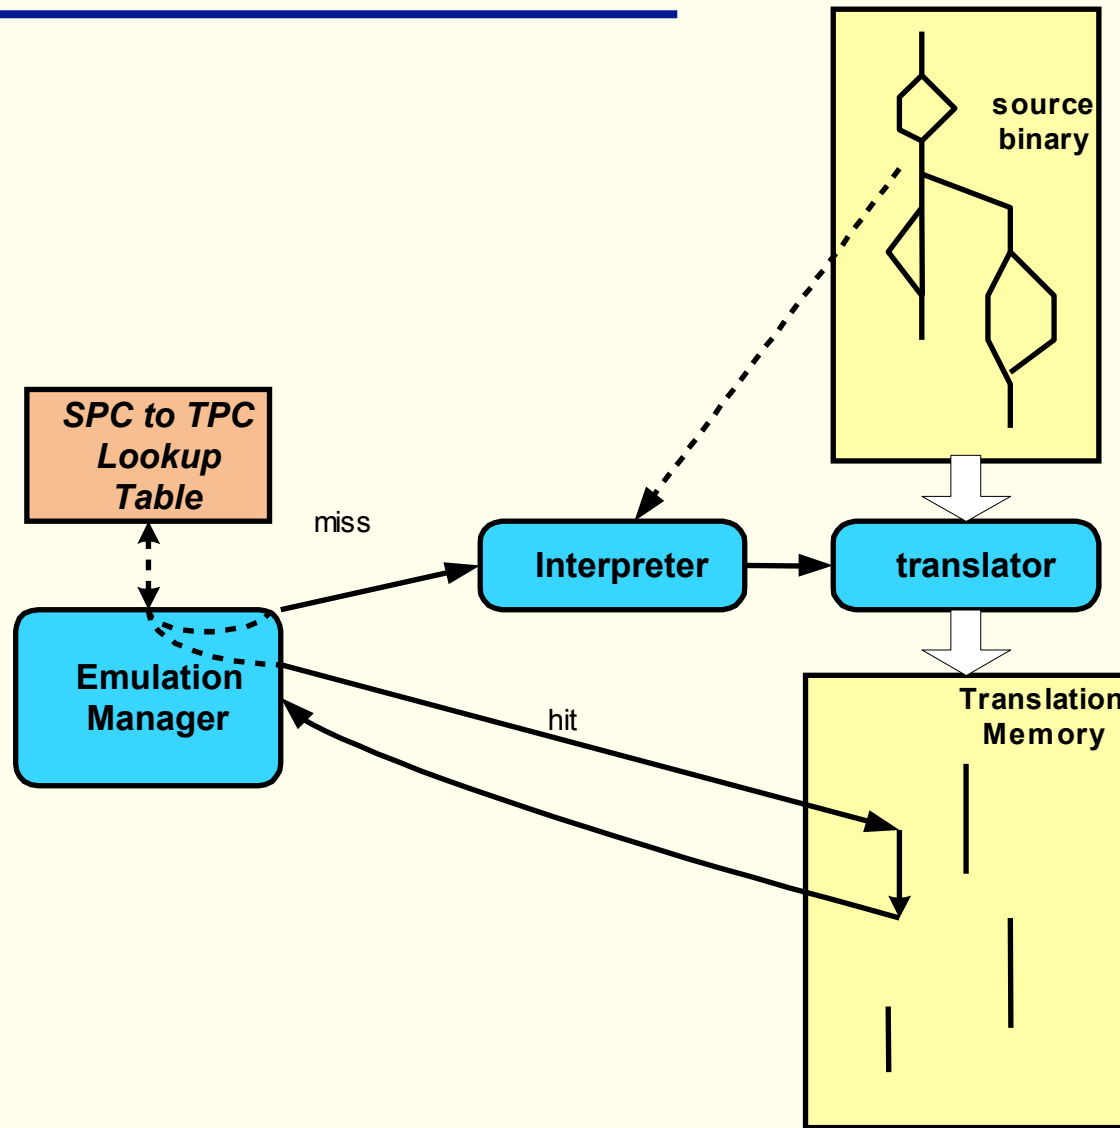 source
binary
SPC to TPC
Lookup
Table
miss
Interpreter
translator
Emulation
Manager
hit
Translation
Memory